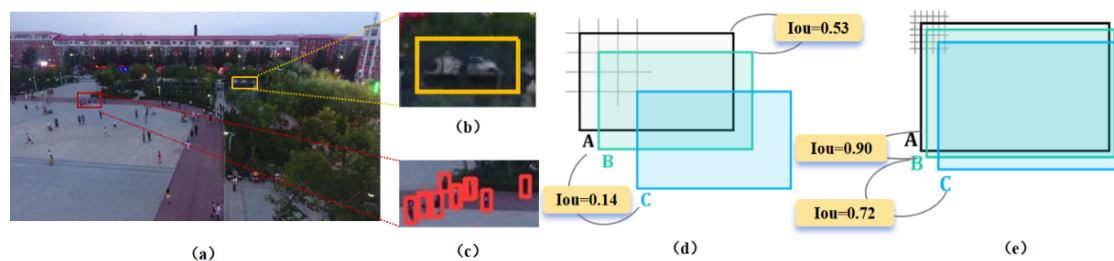 Iou=0.53
A
B
C
Iou=0.14
A
B
C
Iou=0.90
Iou=0.72
(a)
(b)
(c)
(d)
(e)